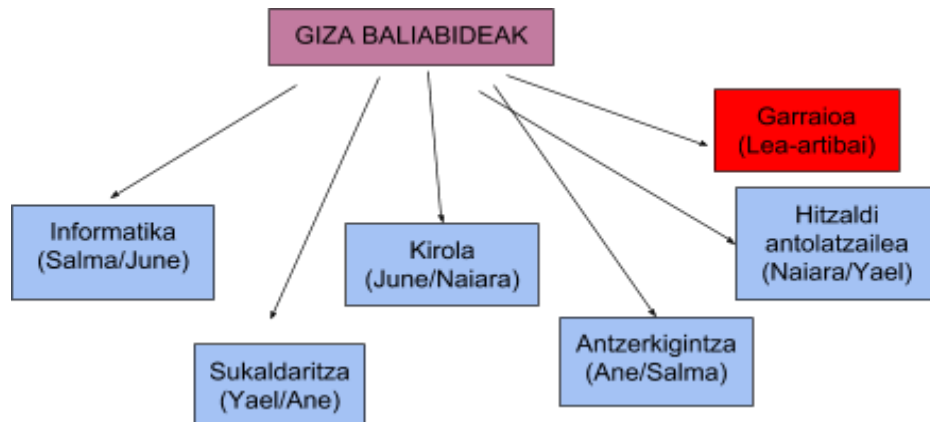 GIZA BALIABIDEAK
Garraioa
(Lea-artibai)
Informatika
(Salma/June)
Kirola
(June/Naiara)
Hitzaldi
antolatzailea
(Naiara/Yael)
Sukaldaritza
(Yael/Ane)
Antzerkigintza
(Ane/Salma)